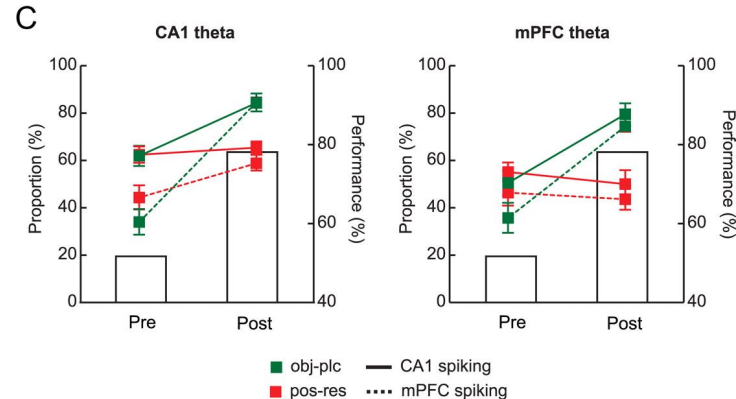 C
CA1 theta
mPFC theta
100
80
60
40
20
0
Proportion (%)
100
80
60
40
Performance (%)
Pre
Post
100
80
60
40
20
0
Proportion (%)
100
80
60
40
Performance (%)
Pre
Post
obj-plc
CA1 spiking
pos-res
mPFC spiking